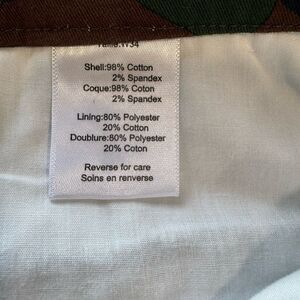 Shell:98% Cotton
2% Spandex
Coque:98% Coton
2% Spandex
Lining:80% Polyester
20% Cotton
Doublure:80% Polyester
20% Coton
Reverse for care
Soins en renverse